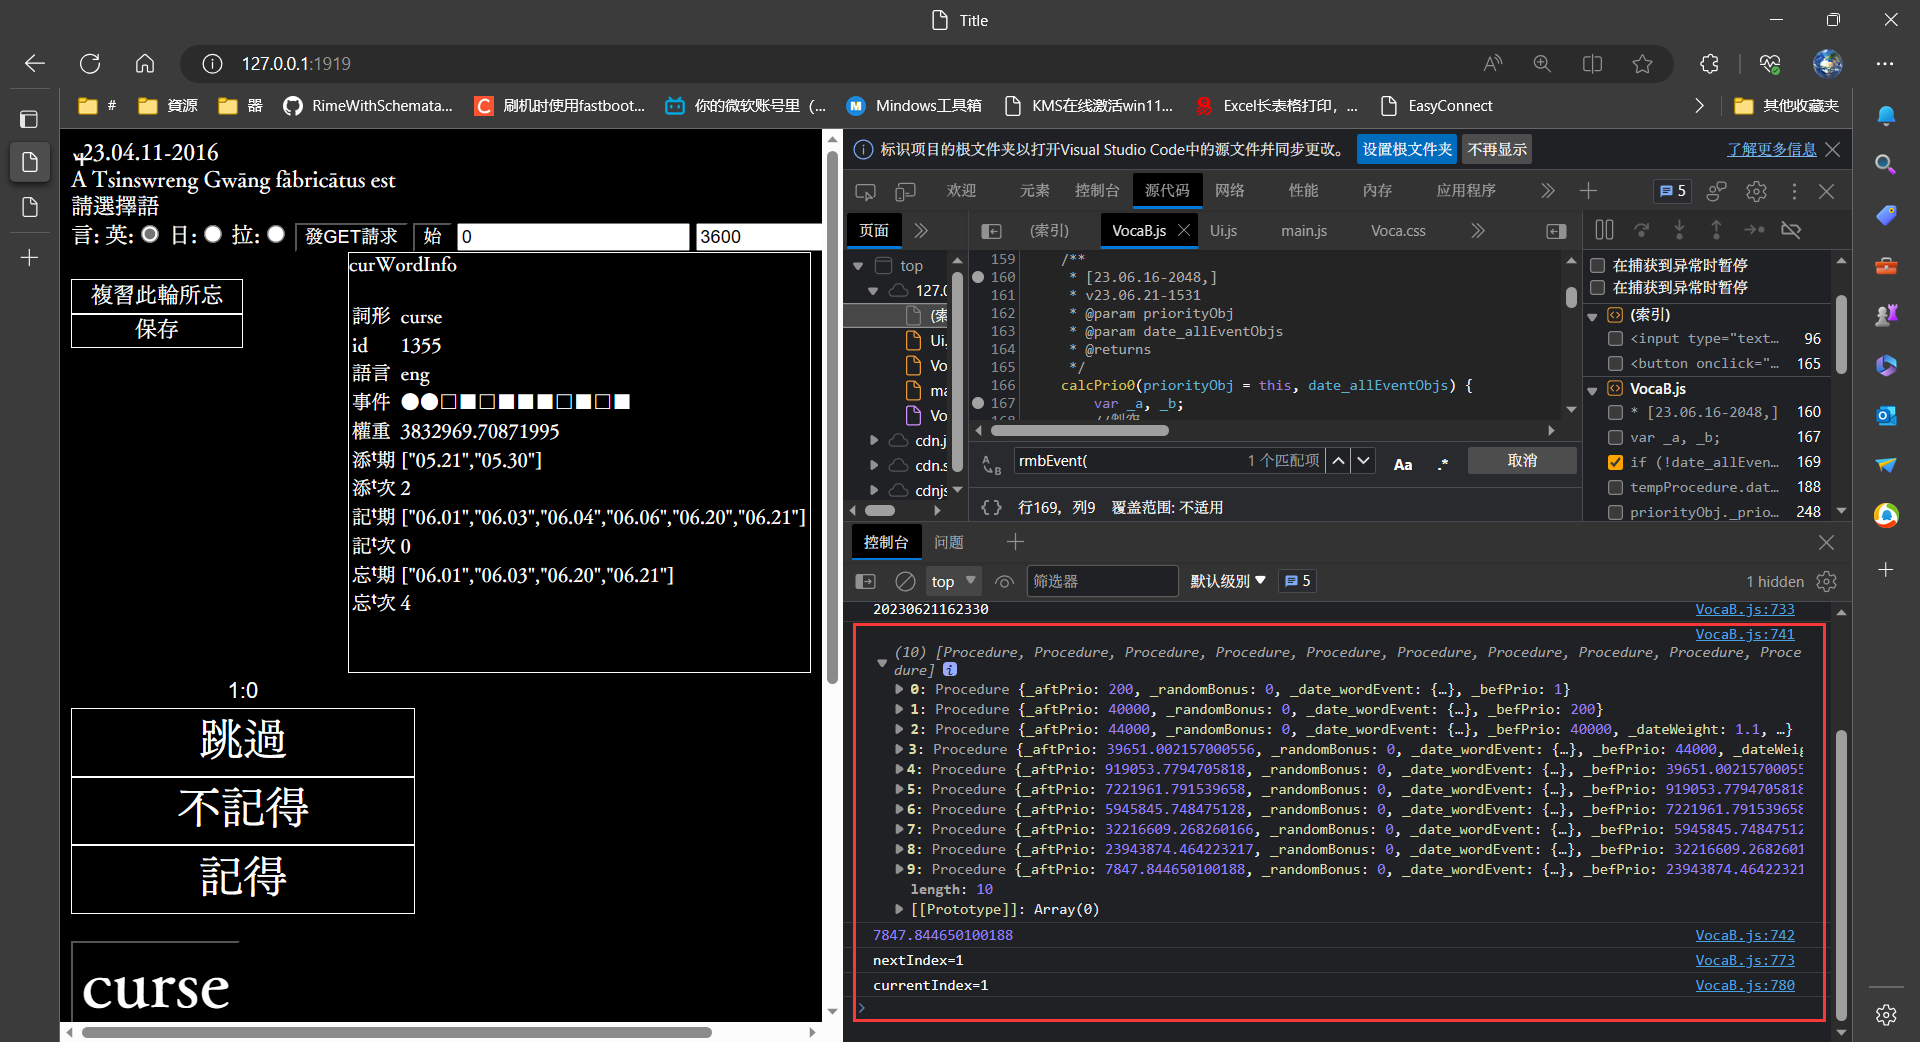 Title
127.0.0.1:1919
#
資源
器
RimeWithSchemata...
刷机时使用fastboot...
你的微软账号里（...
Mindows工具箱
KMS在线激活win11...
Excel长表格打印，...
EasyConnect
其他收藏夹
23.04.11-2016
A Tsinswreng Gwāng fābricātus est
請選擇語
言: 英: 日: 拉: 發GET請求 始 0 3600
複習此輪所忘
保存
curWordInfo
詞形 curse
id 1355
語言 eng
事件 ●●□■□■■■□■□■
權重 3832969.70871995
添ᵗ期 ["05.21","05.30"]
添ᵗ次 2
記ᵗ期 ["06.01","06.03","06.04","06.06","06.20","06.21"]
記ᵗ次 0
忘ᵗ期 ["06.01","06.03","06.20","06.21"]
忘ᵗ次 4
1:0
跳過
不記得
記得
curse
标识项目的根文件夹以打开Visual Studio Code中的源文件并同步更改。 设置根文件夹 不再显示 了解更多信息
欢迎 元素 控制台 源代码 网络 性能 内存 应用程序 5
页面 (索引) VocaB.js Ui.js main.js Voca.css
top
127.0
(索
Ui.
Vo
ma
Vo
cdn.j
cdn.s
cdnjs
159 /**
160 * [23.06.16-2048,]
161 * v23.06.21-1531
162 * @param priorityObj
163 * @param date_allEventObjs
164 * @returns
165 */
166 calcPrio0(priorityObj = this, date_allEventObjs) {
167 var _a, _b;
rmbEvent( 1 个匹配项 Aa .* 取消
{} 行169，列9 覆盖范围: 不适用
在捕获到异常时暂停
在捕获到异常时暂停
(索引)
<input type="text… 96
<button onclick="… 165
VocaB.js
* [23.06.16-2048,] 160
var _a, _b; 167
if (!date_allEven… 169
tempProcedure.dat… 188
priorityObj._prio… 248
控制台 问题
top 筛选器 默认级别 5 1 hidden
20230621162330 VocaB.js:733
VocaB.js:741
(10) [Procedure, Procedure, Procedure, Procedure, Procedure, Procedure, Procedure, Procedure, Procedure, Proce
dure] i
0: Procedure {_aftPrio: 200, _randomBonus: 0, _date_wordEvent: {…}, _befPrio: 1}
1: Procedure {_aftPrio: 40000, _randomBonus: 0, _date_wordEvent: {…}, _befPrio: 200}
2: Procedure {_aftPrio: 44000, _randomBonus: 0, _date_wordEvent: {…}, _befPrio: 40000, _dateWeight: 1.1, …}
3: Procedure {_aftPrio: 39651.002157000556, _randomBonus: 0, _date_wordEvent: {…}, _befPrio: 44000, _dateWeig
4: Procedure {_aftPrio: 919053.7794705818, _randomBonus: 0, _date_wordEvent: {…}, _befPrio: 39651.00215700055
5: Procedure {_aftPrio: 7221961.791539658, _randomBonus: 0, _date_wordEvent: {…}, _befPrio: 919053.7794705818
6: Procedure {_aftPrio: 5945845.748475128, _randomBonus: 0, _date_wordEvent: {…}, _befPrio: 7221961.791539658
7: Procedure {_aftPrio: 32216609.268260166, _randomBonus: 0, _date_wordEvent: {…}, _befPrio: 5945845.74847512
8: Procedure {_aftPrio: 23943874.464223217, _randomBonus: 0, _date_wordEvent: {…}, _befPrio: 32216609.2682601
9: Procedure {_aftPrio: 7847.844650100188, _randomBonus: 0, _date_wordEvent: {…}, _befPrio: 23943874.46422321
length: 10
[[Prototype]]: Array(0)
7847.844650100188 VocaB.js:742
nextIndex=1 VocaB.js:773
currentIndex=1 VocaB.js:780